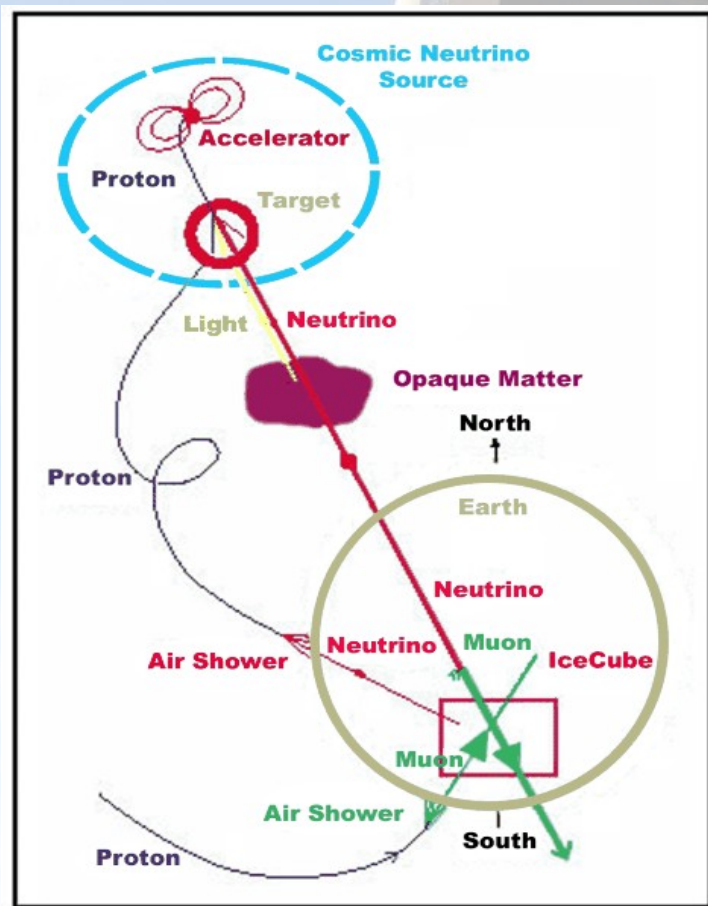 Cosmic Neutrino
Source
Accelerator
Proton
Target
Light
Neutrino
Opaque Matter
North
Proton
Earth
Neutrino
Neutrino
Muon
Air Shower
IceCube
Muon
Air Shower
South
Proton